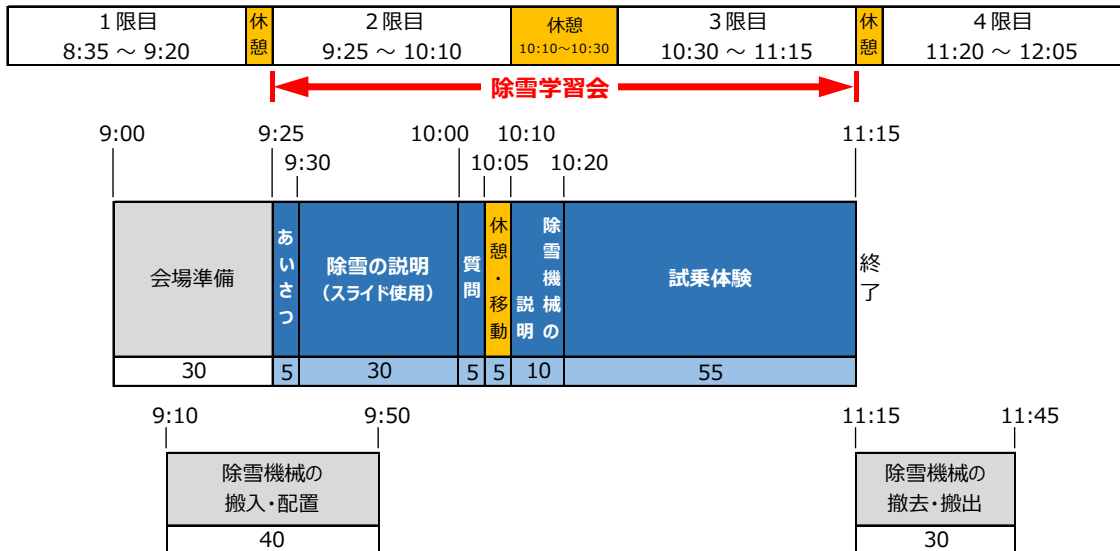 1限目
8:35 ～ 9:20
休憩
2限目
9:25 ～ 10:10
休憩
10:10～10:30
3限目
10:30 ～ 11:15
休憩
4限目
11:20 ～ 12:05
除雪学習会
9:00
9:25
10:00
10:10
11:15
9:30
10:05
10:20
会場準備
あいさつ
除雪の説明
（スライド使用）
質問
休憩・移動
除雪機械の
説明
試乗体験
終了
30
5
30
5
5
10
55
9:10
9:50
11:15
11:45
除雪機械の
搬入・配置
40
除雪機械の
撤去・搬出
30